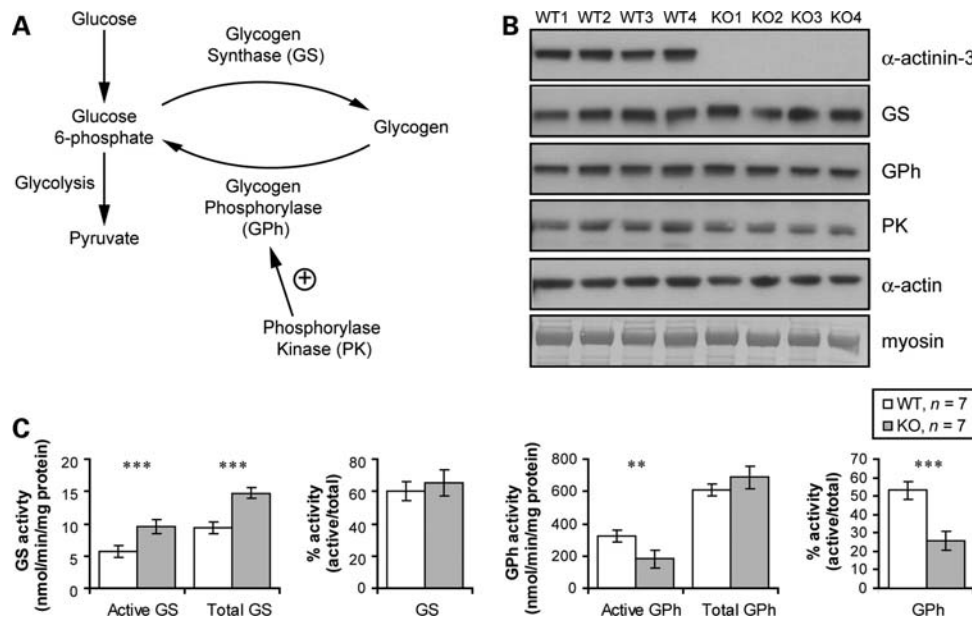 A
Glucose
Glycogen
Synthase (GS)
Glucose
6-phosphate
Glycogen
Glycolysis
Glycogen
Phosphorylase
(GPh)
Pyruvate
+
Phosphorylase
Kinase (PK)
B
WT1 WT2 WT3 WT4 KO1 KO2 KO3 KO4
α-actinin-3
GS
GPh
PK
α-actin
myosin
C
WT, n = 7
KO, n = 7
GS activity
(nmol/min/mg protein)
20
15
10
5
0
***
***
Active GS Total GS
% activity
(active/total)
80
60
40
20
0
GS
GPh activity
(nmol/min/mg protein)
800
600
400
200
0
**
Active GPh Total GPh
% activity
(active/total)
70
60
50
40
30
20
10
0
***
GPh